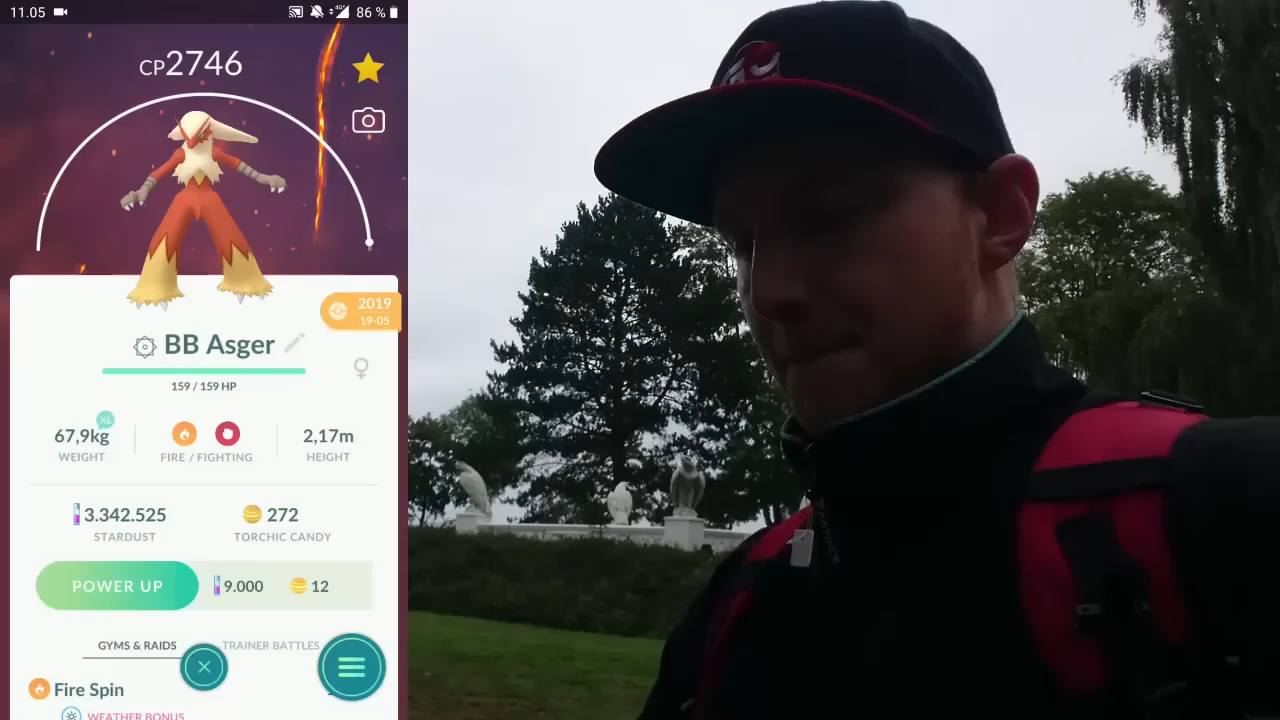 11.05
4G
86 %
CP2746
2019
19-05
BB Asger
159 / 159 HP
XL
67,9kg
WEIGHT
FIRE / FIGHTING
2,17m
HEIGHT
3.342.525
STARDUST
272
TORCHIC CANDY
POWER UP
9.000
12
GYMS & RAIDS
TRAINER BATTLES
Fire Spin
WEATHER BONUS